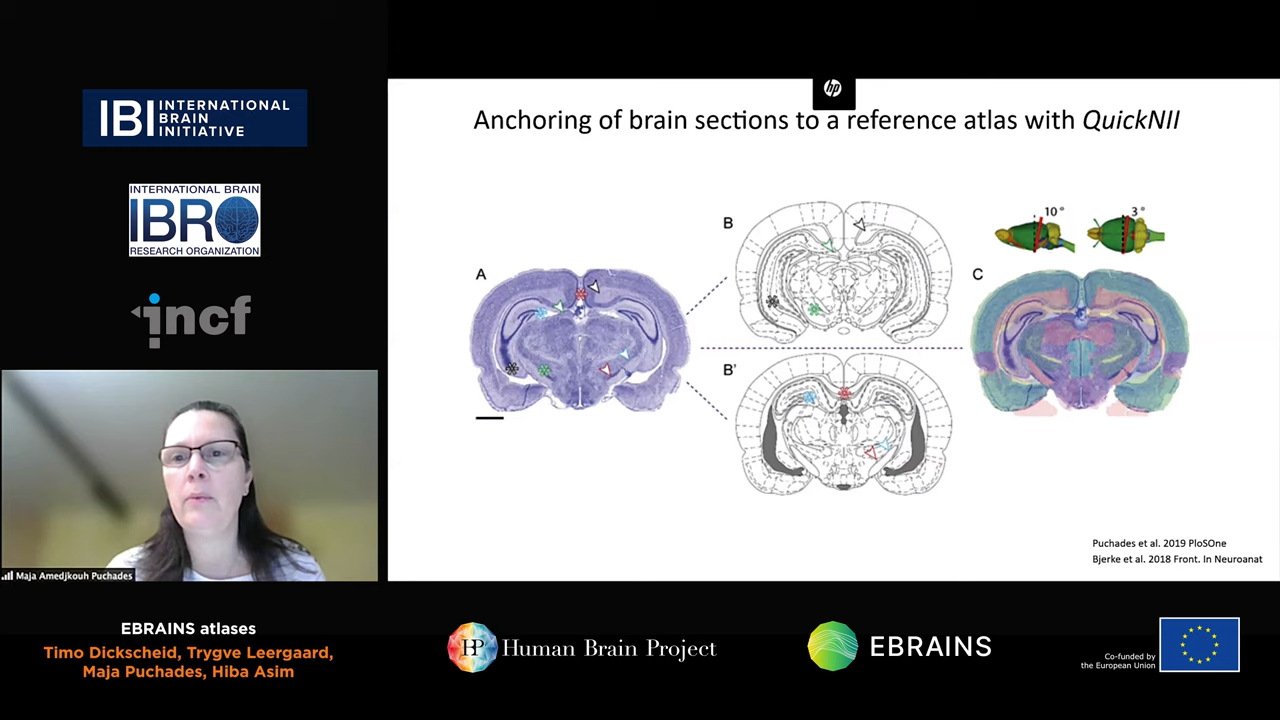 IBI INTERNATIONAL
BRAIN
INITIATIVE
INTERNATIONAL BRAIN
IBRO
RESEARCH ORGANIZATION
incf
Maja Amedjkouh Puchades
EBRAINS atlases
Timo Dickscheid, Trygve Leergaard,
Maja Puchades, Hiba Asim
hp
Anchoring of brain sections to a reference atlas with QuickNII
A
B
B'
10 °
3 °
C
Puchades et al. 2019 PloSOne
Bjerke et al. 2018 Front. In Neuroanat
HBP Human Brain Project
EBRAINS
Co-funded by
the European Union